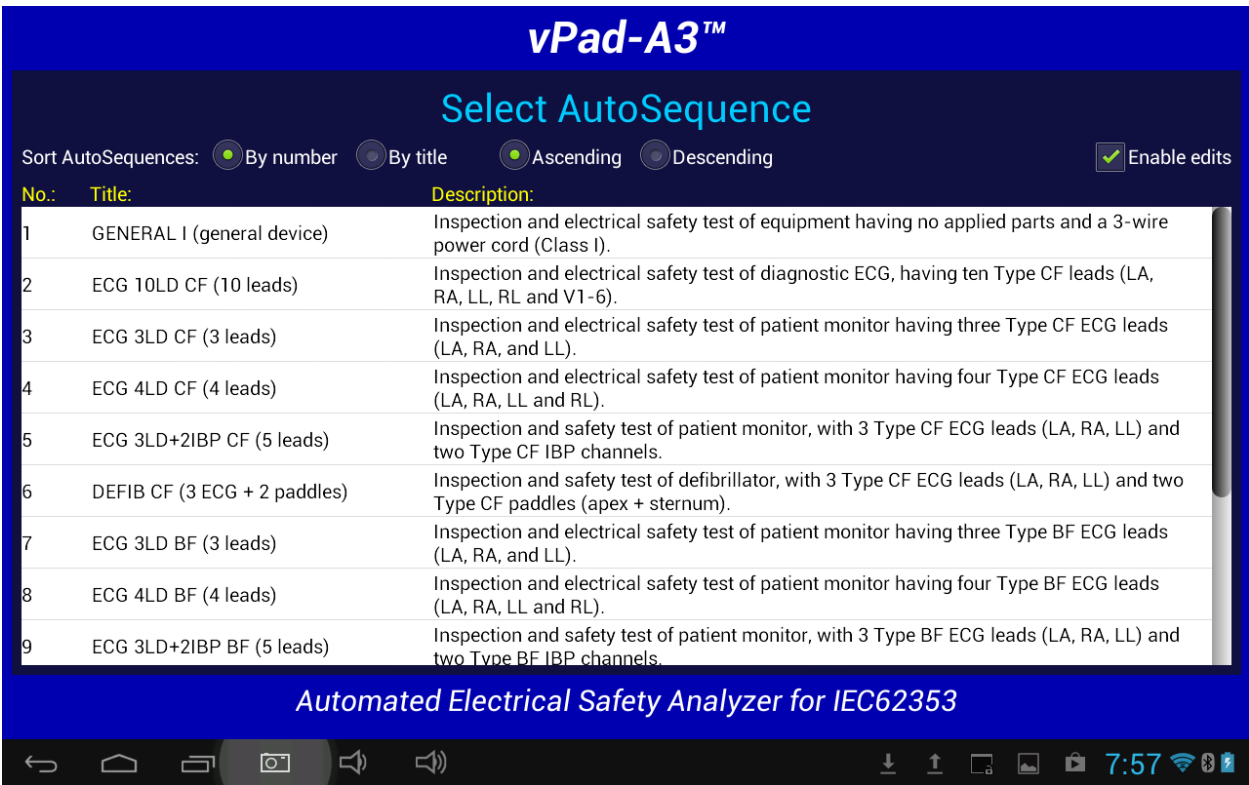 vPad-A3™
Select AutoSequence
Sort AutoSequences: By number By title Ascending Descending Enable edits
No.: Title: Description:
1 GENERAL I (general device) Inspection and electrical safety test of equipment having no applied parts and a 3-wire
power cord (Class I).
2 ECG 10LD CF (10 leads) Inspection and electrical safety test of diagnostic ECG, having ten Type CF leads (LA,
RA, LL, RL and V1-6).
3 ECG 3LD CF (3 leads) Inspection and electrical safety test of patient monitor having three Type CF ECG leads
(LA, RA, and LL).
4 ECG 4LD CF (4 leads) Inspection and electrical safety test of patient monitor having four Type CF ECG leads
(LA, RA, LL and RL).
5 ECG 3LD+2IBP CF (5 leads) Inspection and safety test of patient monitor, with 3 Type CF ECG leads (LA, RA, LL) and
two Type CF IBP channels.
6 DEFIB CF (3 ECG + 2 paddles) Inspection and safety test of defibrillator, with 3 Type CF ECG leads (LA, RA, LL) and two
Type CF paddles (apex + sternum).
7 ECG 3LD BF (3 leads) Inspection and electrical safety test of patient monitor having three Type BF ECG leads
(LA, RA, and LL).
8 ECG 4LD BF (4 leads) Inspection and electrical safety test of patient monitor having four Type BF ECG leads
(LA, RA, LL and RL).
9 ECG 3LD+2IBP BF (5 leads) Inspection and safety test of patient monitor, with 3 Type BF ECG leads (LA, RA, LL) and
two Type BF IBP channels.
Automated Electrical Safety Analyzer for IEC62353
7:57